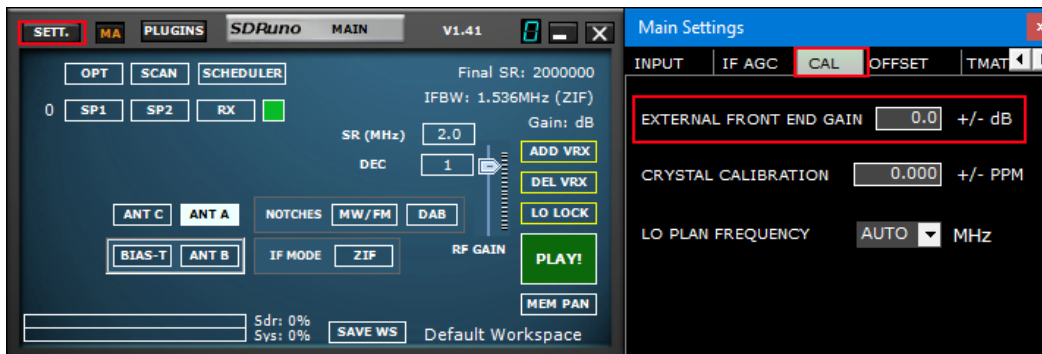 SETT. MA PLUGINS SDRuno MAIN V1.41
OPT SCAN SCHEDULER Final SR: 2000000
IFBW: 1.536MHz (ZIF)
0 SP1 SP2 RX Gain: dB
SR (MHz) 2.0
DEC 1 ADD VRX
DEL VRX
ANT C ANT A NOTCHES MW/FM DAB LO LOCK
BIAS-T ANT B IF MODE ZIF RF GAIN PLAY!
MEM PAN
Sdr: 0%
Sys: 0% SAVE WS Default Workspace
Main Settings
INPUT IF AGC CAL OFFSET TMAT
EXTERNAL FRONT END GAIN 0.0 +/- dB
CRYSTAL CALIBRATION 0.000 +/- PPM
LO PLAN FREQUENCY AUTO MHz